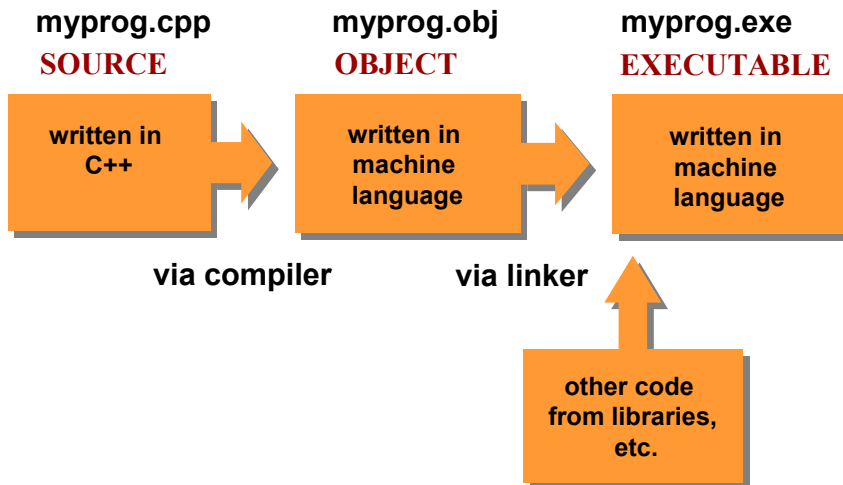 myprog.cpp
SOURCE
written in
C++
via compiler
myprog.obj
OBJECT
written in
machine
language
via linker
myprog.exe
EXECUTABLE
written in
machine
language
other code
from libraries,
etc.